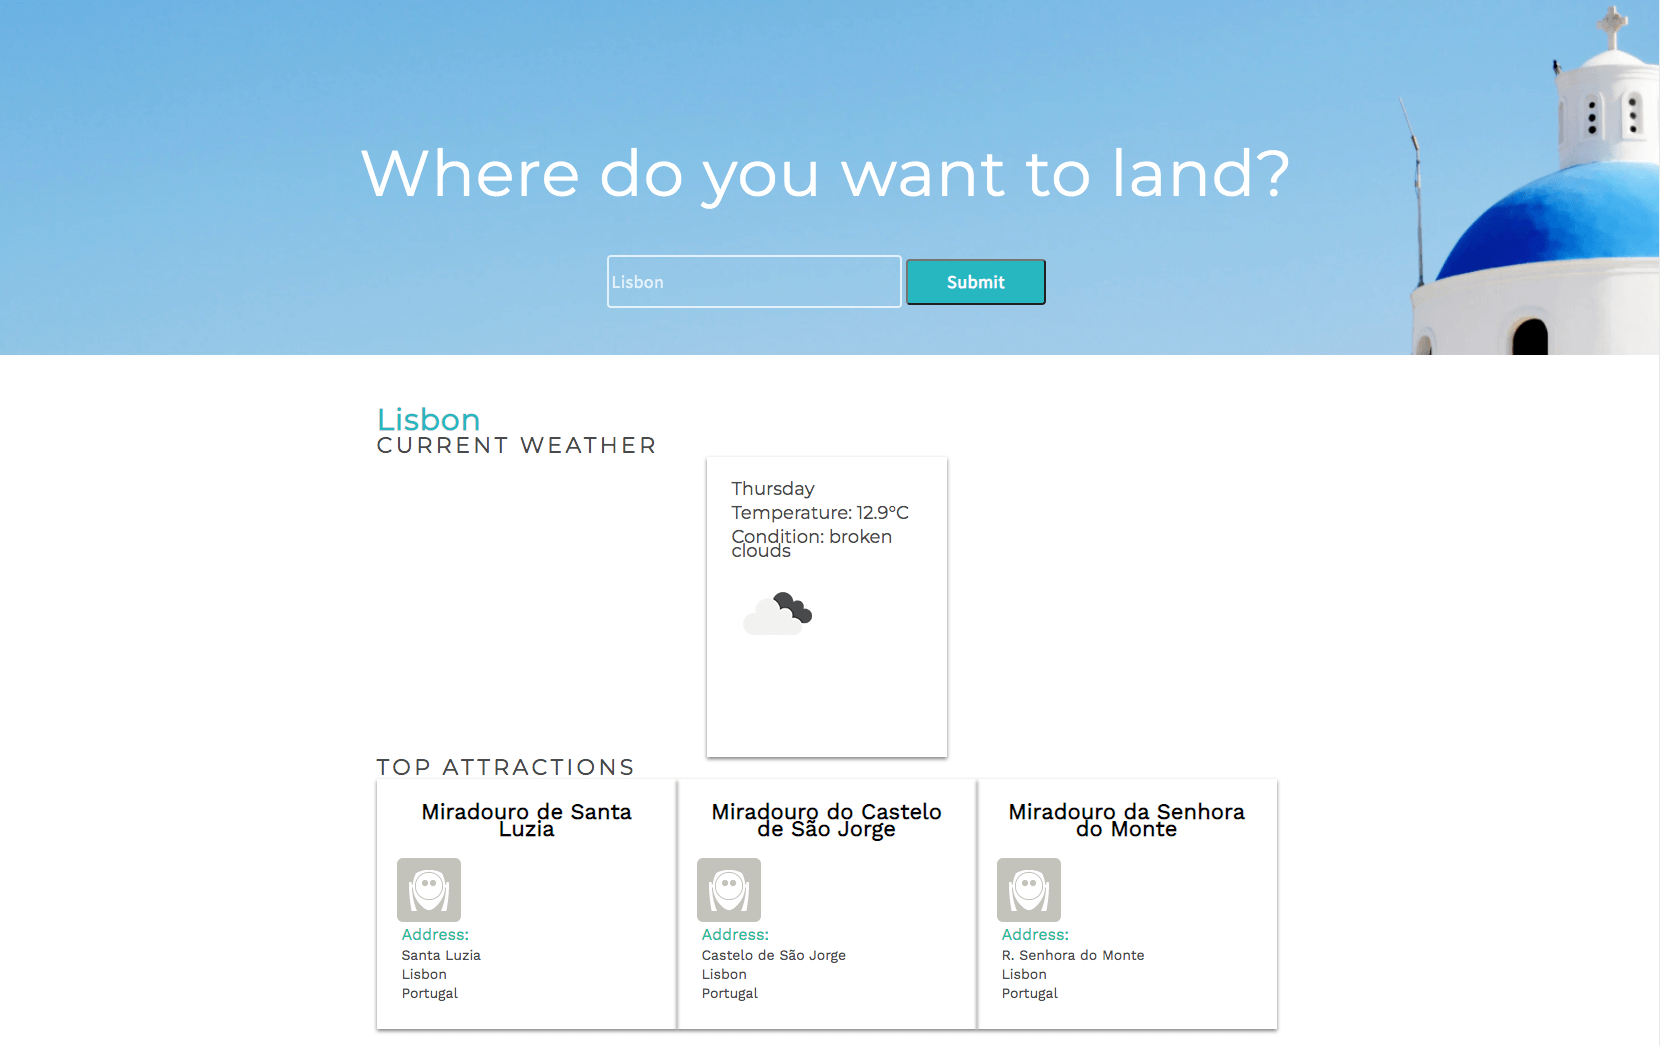 Where do you want to land?
Lisbon
Submit
Lisbon
CURRENT WEATHER
Thursday
Temperature: 12.9°C
Condition: broken
clouds
TOP ATTRACTIONS
Miradouro de Santa
Luzia
Address:
Santa Luzia
Lisbon
Portugal
Miradouro do Castelo
de São Jorge
Address:
Castelo de São Jorge
Lisbon
Portugal
Miradouro da Senhora
do Monte
Address:
R. Senhora do Monte
Lisbon
Portugal